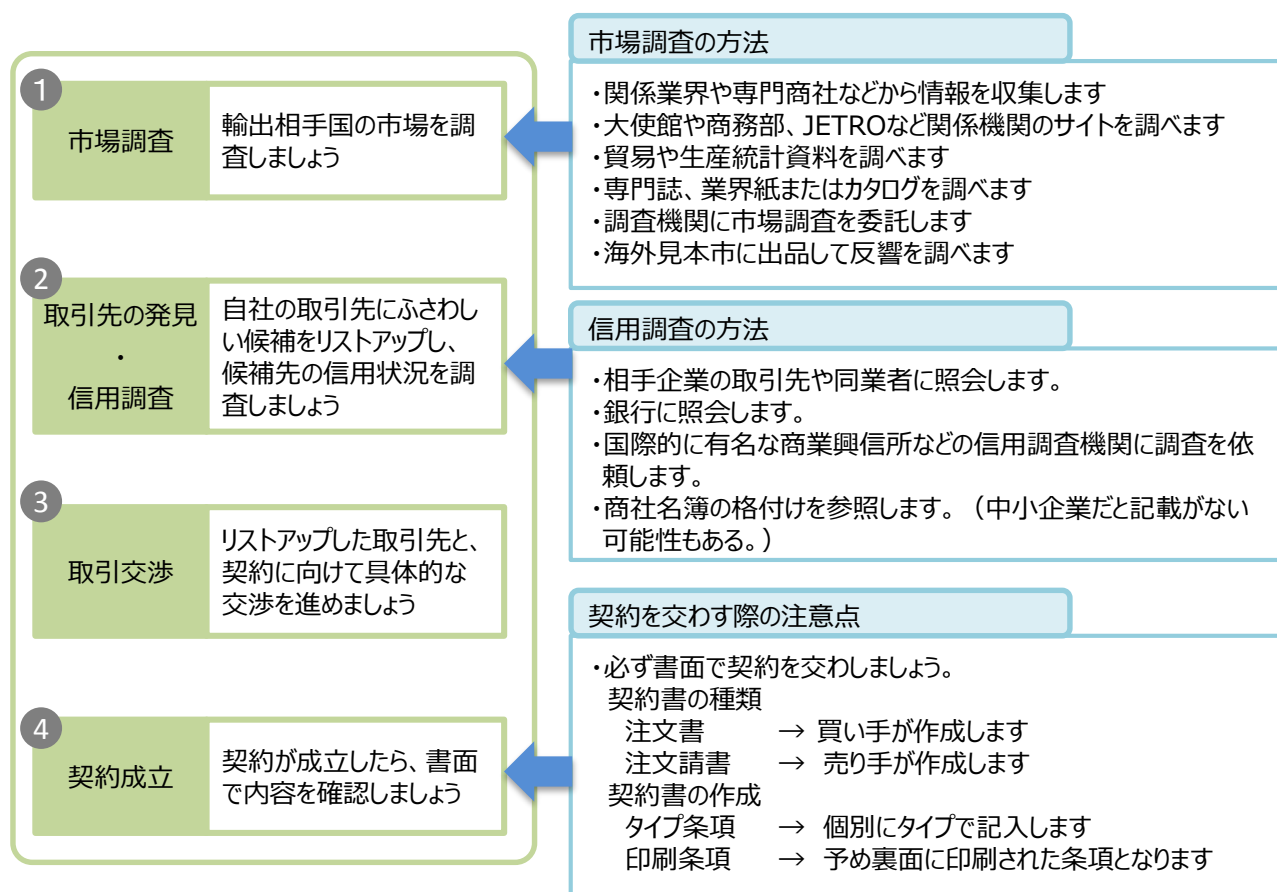 1
市場調査
輸出相手国の市場を調
査しましょう
市場調査の方法
・関係業界や専門商社などから情報を収集します
・大使館や商務部、JETROなど関係機関のサイトを調べます
・貿易や生産統計資料を調べます
・専門誌、業界紙またはカタログを調べます
・調査機関に市場調査を委託します
・海外見本市に出品して反響を調べます
2
取引先の発見
・
信用調査
自社の取引先にふさわし
い候補をリストアップし、
候補先の信用状況を調
査しましょう
信用調査の方法
・相手企業の取引先や同業者に照会します。
・銀行に照会します。
・国際的に有名な商業興信所などの信用調査機関に調査を依
頼します。
・商社名簿の格付けを参照します。（中小企業だと記載がない
可能性もある。）
3
取引交渉
リストアップした取引先と、
契約に向けて具体的な
交渉を進めましょう
4
契約成立
契約が成立したら、書面
で内容を確認しましょう
契約を交わす際の注意点
・必ず書面で契約を交わしましょう。
契約書の種類
注文書 → 買い手が作成します
注文請書 → 売り手が作成します
契約書の作成
タイプ条項 → 個別にタイプで記入します
印刷条項 → 予め裏面に印刷された条項となります